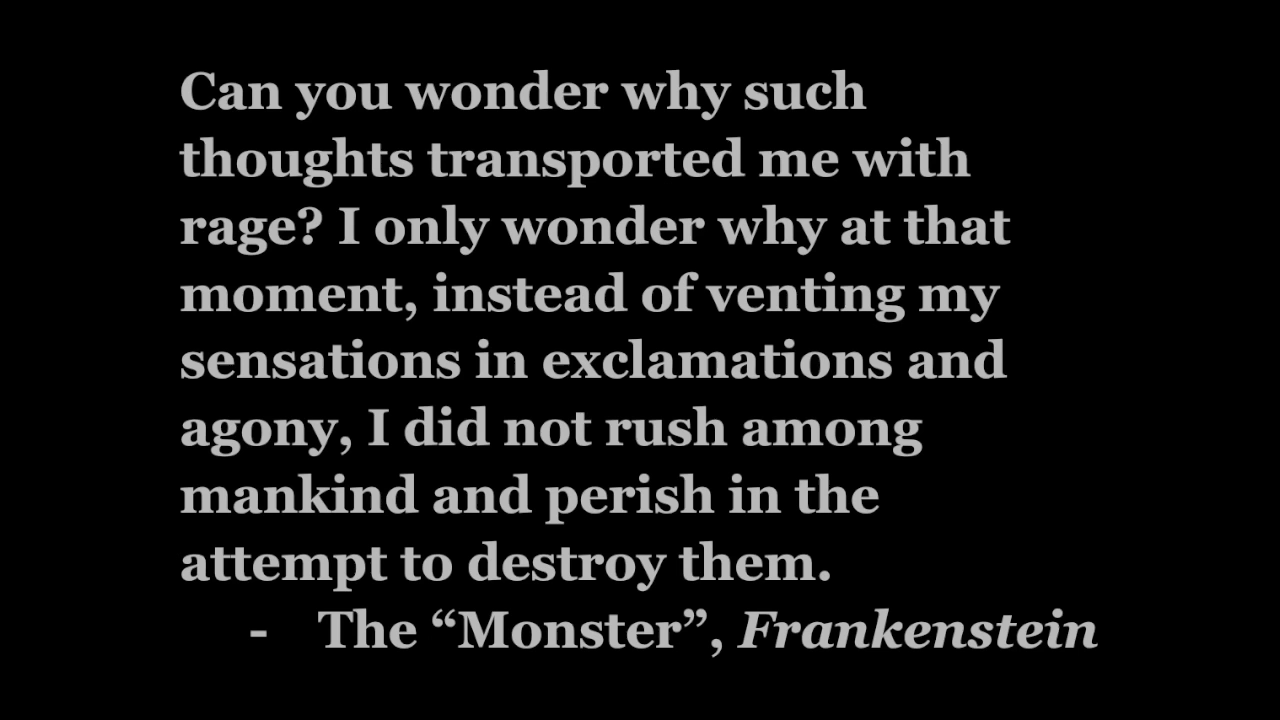 Can you wonder why such
thoughts transported me with
rage? I only wonder why at that
moment, instead of venting my
sensations in exclamations and
agony, I did not rush among
mankind and perish in the
attempt to destroy them.
- The “Monster”, Frankenstein